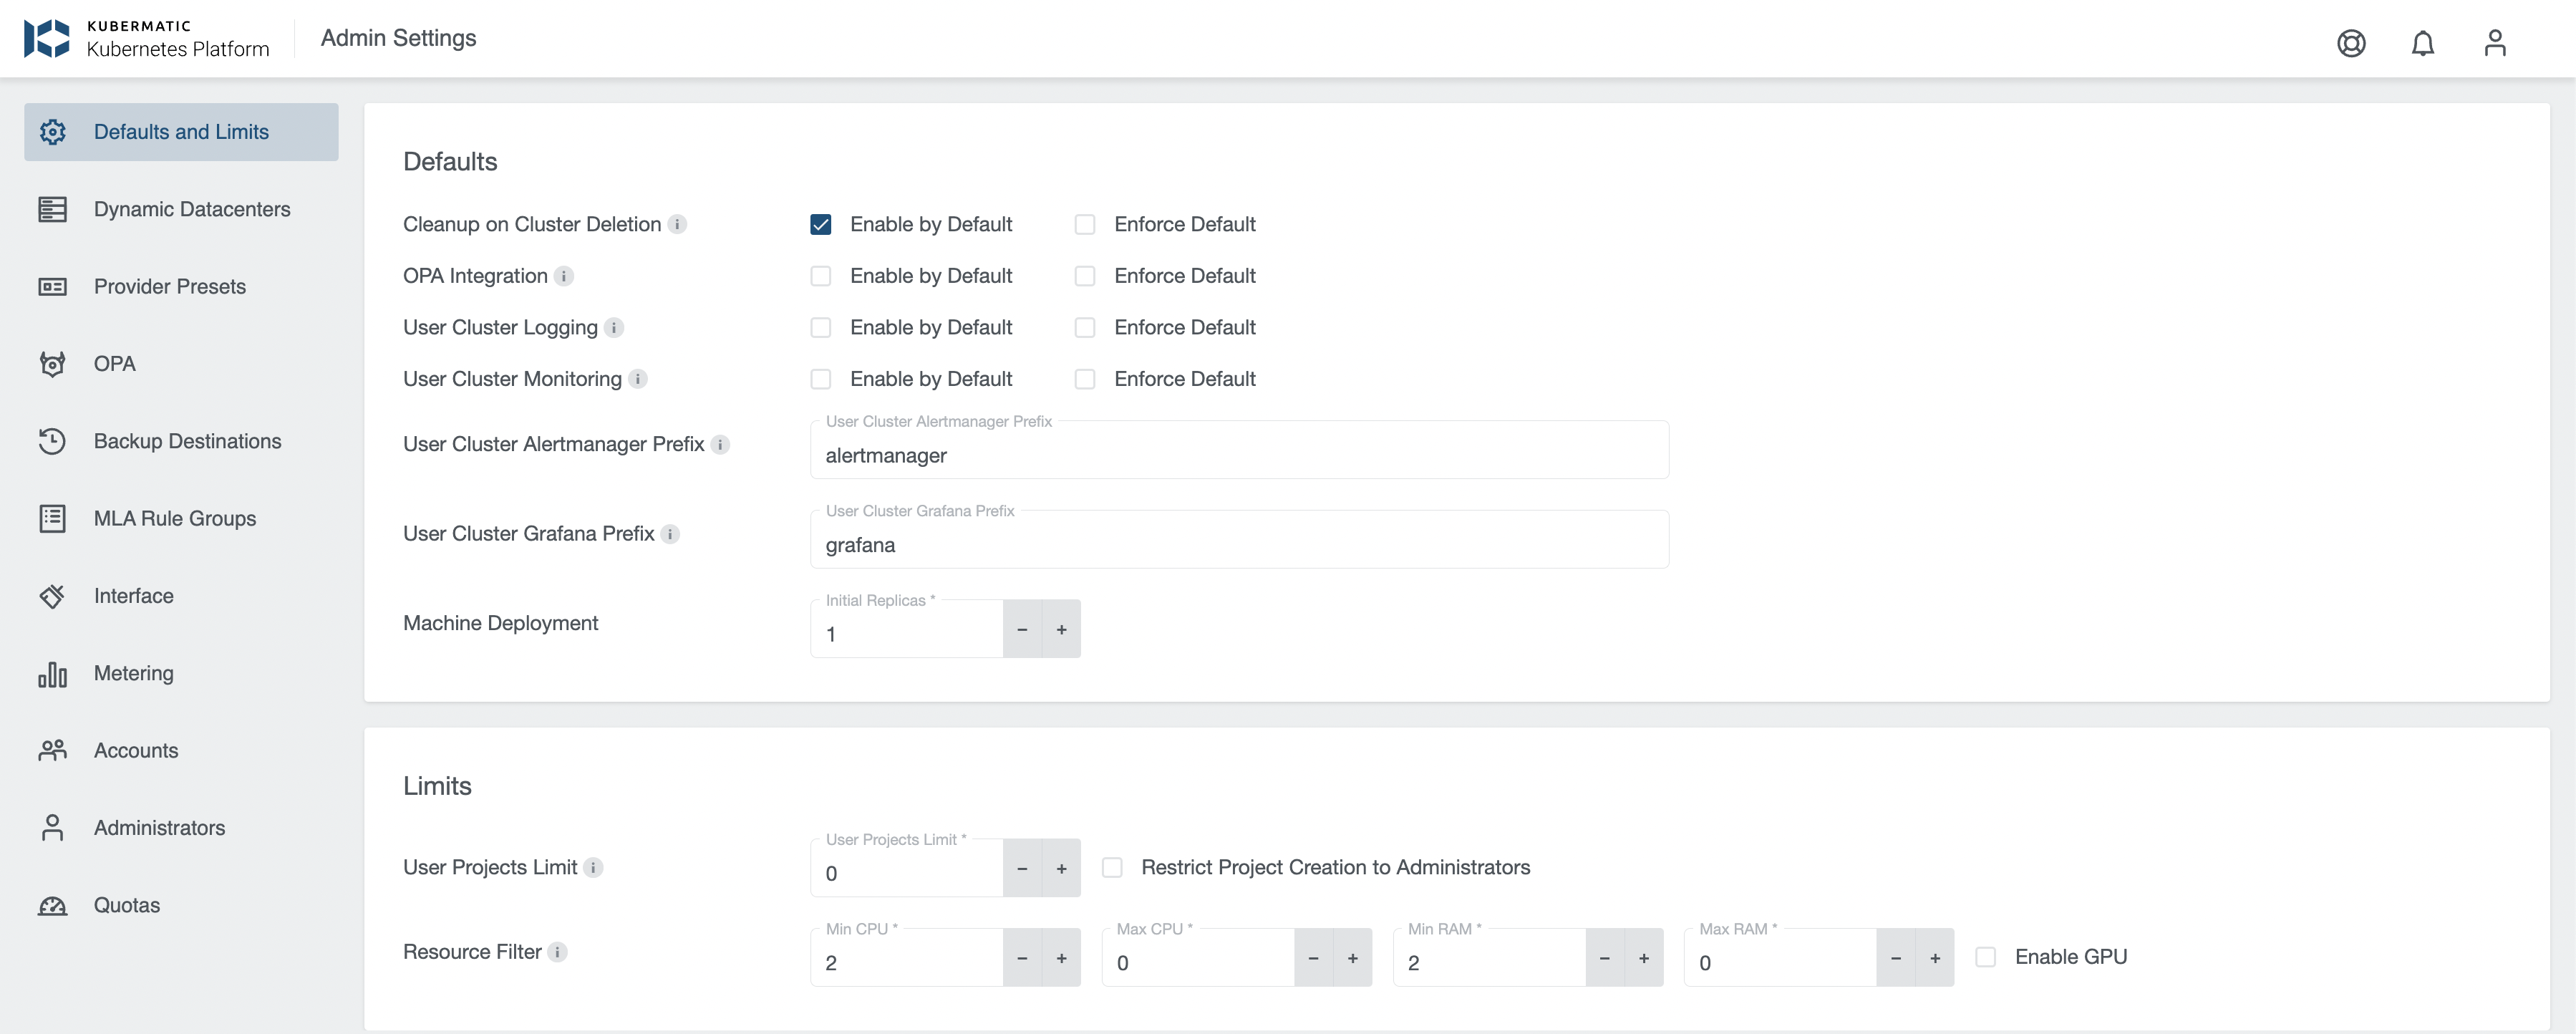 KUBERMATIC
Kubernetes Platform
Admin Settings
Defaults and Limits
Dynamic Datacenters
Provider Presets
OPA
Backup Destinations
MLA Rule Groups
Interface
Metering
Accounts
Administrators
Quotas
Defaults
Cleanup on Cluster Deletion i Enable by Default Enforce Default
OPA Integration i Enable by Default Enforce Default
User Cluster Logging i Enable by Default Enforce Default
User Cluster Monitoring i Enable by Default Enforce Default
User Cluster Alertmanager Prefix
User Cluster Alertmanager Prefix i
alertmanager
User Cluster Grafana Prefix
User Cluster Grafana Prefix i
grafana
Initial Replicas *
Machine Deployment
1 − +
Limits
User Projects Limit *
User Projects Limit i
0 − + Restrict Project Creation to Administrators
Min CPU * Max CPU * Min RAM * Max RAM *
Resource Filter i
2 − + 0 − + 2 − + 0 − + Enable GPU